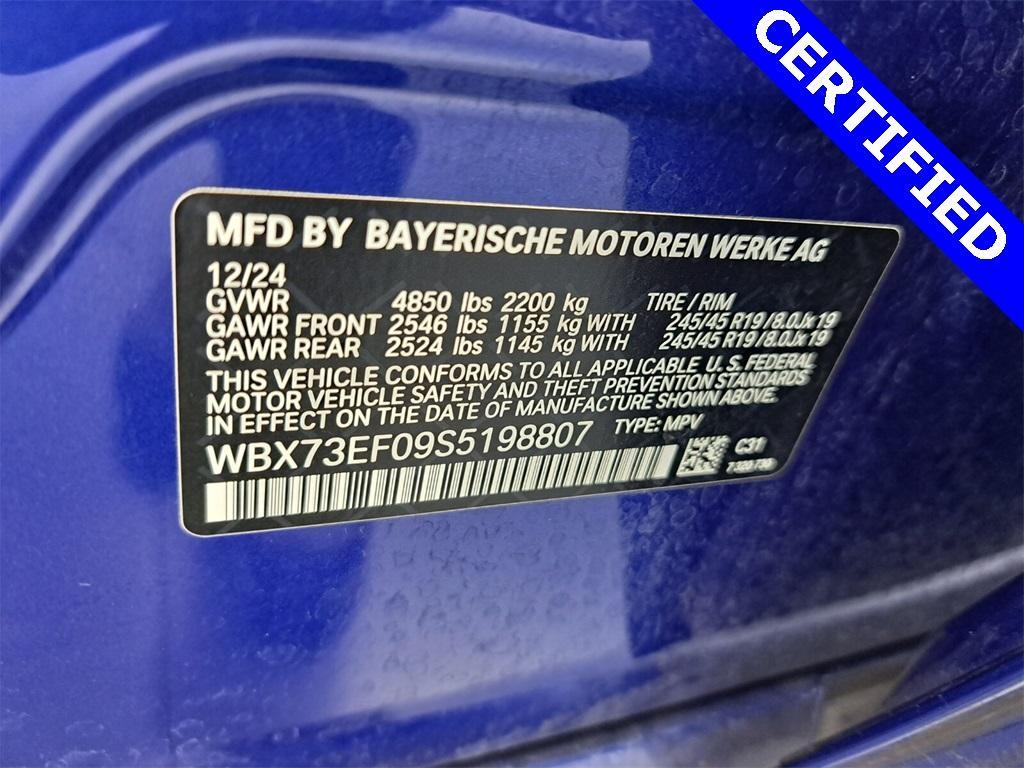 CERTIFIED
MFD BY BAYERISCHE MOTOREN WERKE AG
12/24
GVWR 4850 lbs 2200 kg TIRE / RIM
GAWR FRONT 2546 lbs 1155 kg WITH 245/45 R19/8.0Jx19
GAWR REAR 2524 lbs 1145 kg WITH 245/45 R19/8.0Jx19
THIS VEHICLE CONFORMS TO ALL APPLICABLE U.S. FEDERAL
MOTOR VEHICLE SAFETY AND THEFT PREVENTION STANDARDS
IN EFFECT ON THE DATE OF MANUFACTURE SHOWN ABOVE.
WBX73EF09S5198807 TYPE: MPV
C31